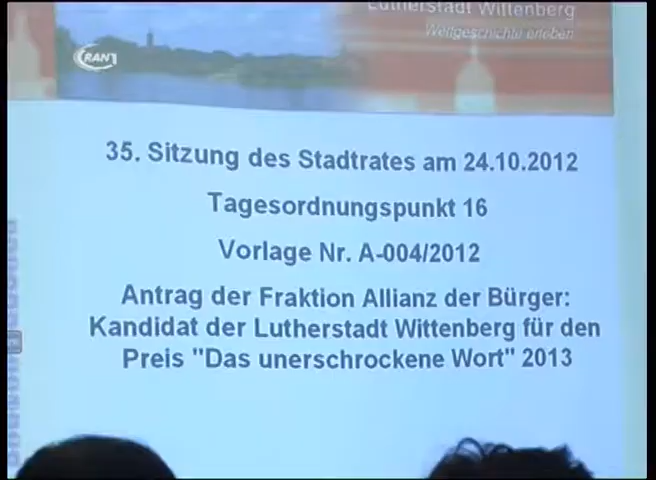 Lutherstadt Wittenberg
Weltgeschichte erleben
RAN1
35. Sitzung des Stadtrates am 24.10.2012
Tagesordnungspunkt 16
Vorlage Nr. A-004/2012
Antrag der Fraktion Allianz der Bürger:
Kandidat der Lutherstadt Wittenberg für den
Preis "Das unerschrockene Wort" 2013